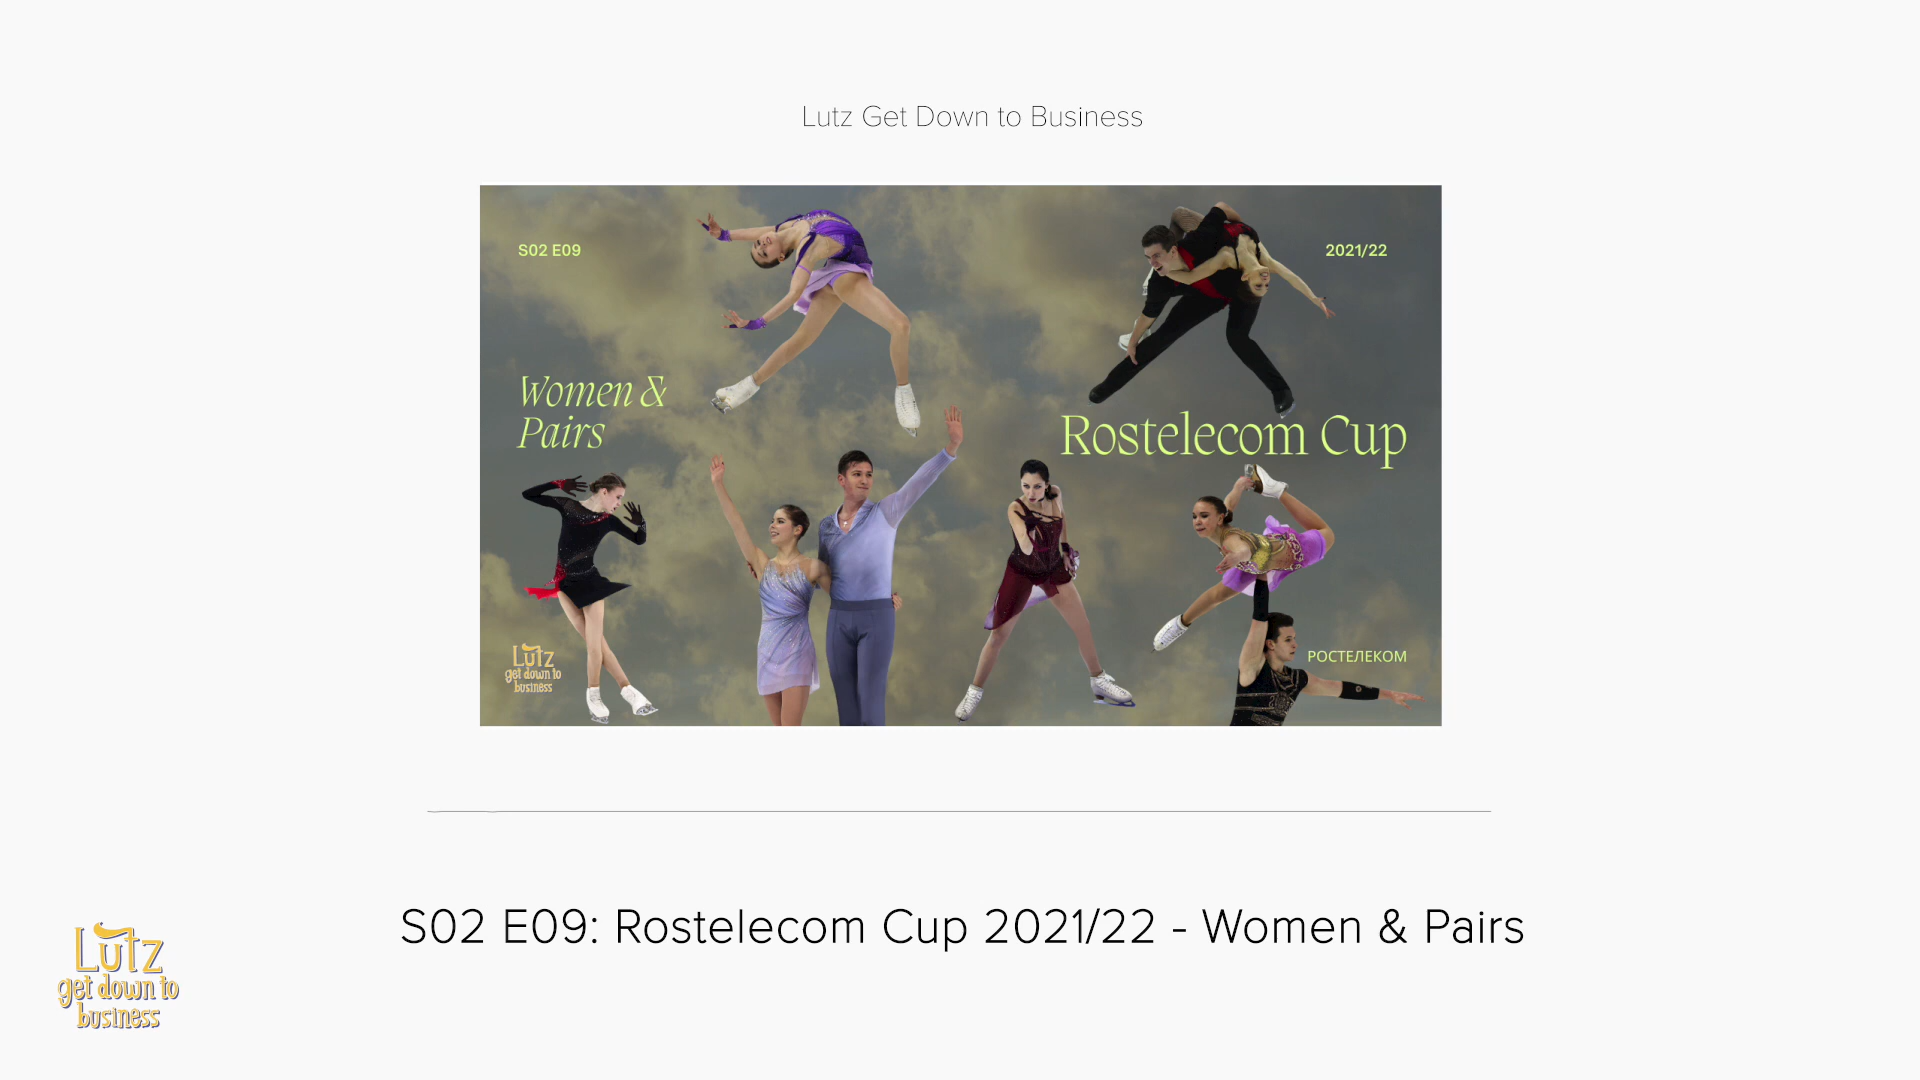 Lutz Get Down to Business
S02 E09
2021/22
Women &
Pairs
Rostelecom Cup
Lutz
get down to
business
РОСТЕЛЕКОМ
S02 E09: Rostelecom Cup 2021/22 - Women & Pairs
Lutz
get down to
business